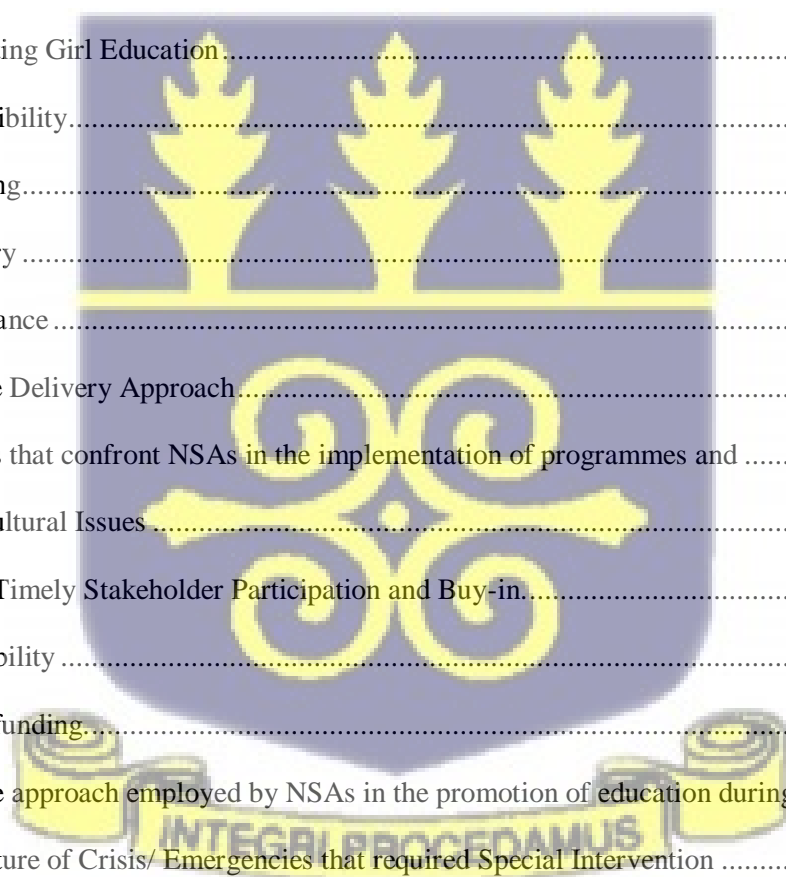 ing Girl Education ........................................................................
ibility........................................................................
ng........................................................................
ry ........................................................................
ance ........................................................................
e Delivery Approach ........................................................................
s that confront NSAs in the implementation of programmes and ......
ultural Issues ........................................................................
Timely Stakeholder Participation and Buy-in........................................
bility ........................................................................
funding........................................................................
e approach employed by NSAs in the promotion of education during
ture of Crisis/ Emergencies that required Special Intervention .........
INTEGRI PROCEDAMUS